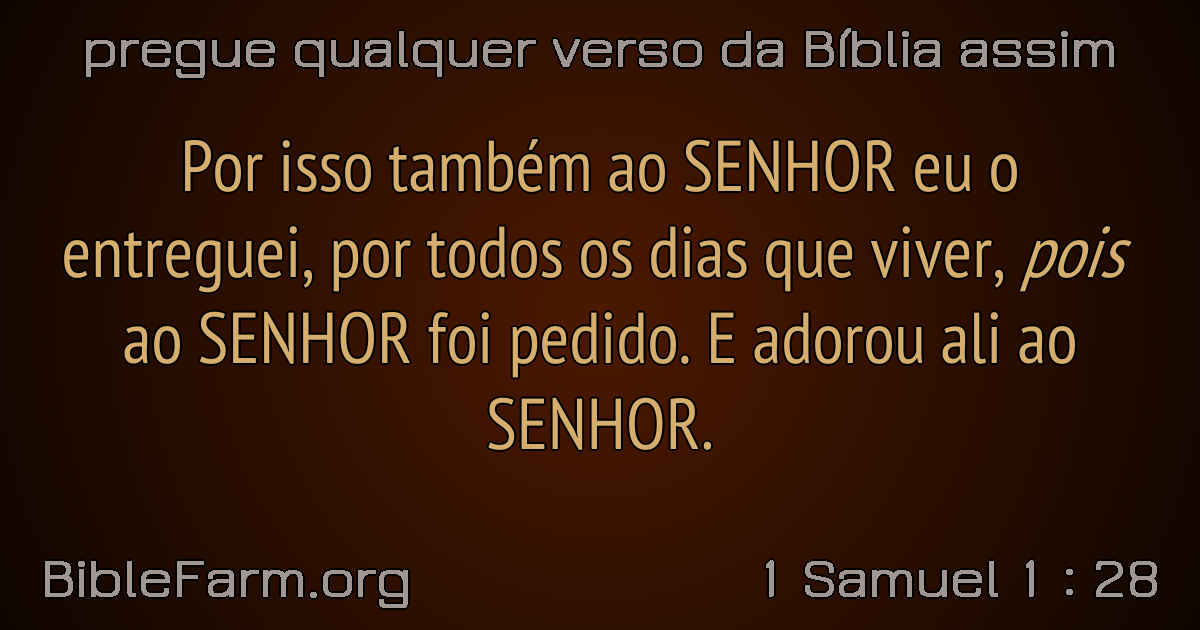 pregue qualquer verso da Bíblia assim
Por isso também ao SENHOR eu o
entreguei, por todos os dias que viver, pois
ao SENHOR foi pedido. E adorou ali ao
SENHOR.
BibleFarm.org
1 Samuel 1 : 28